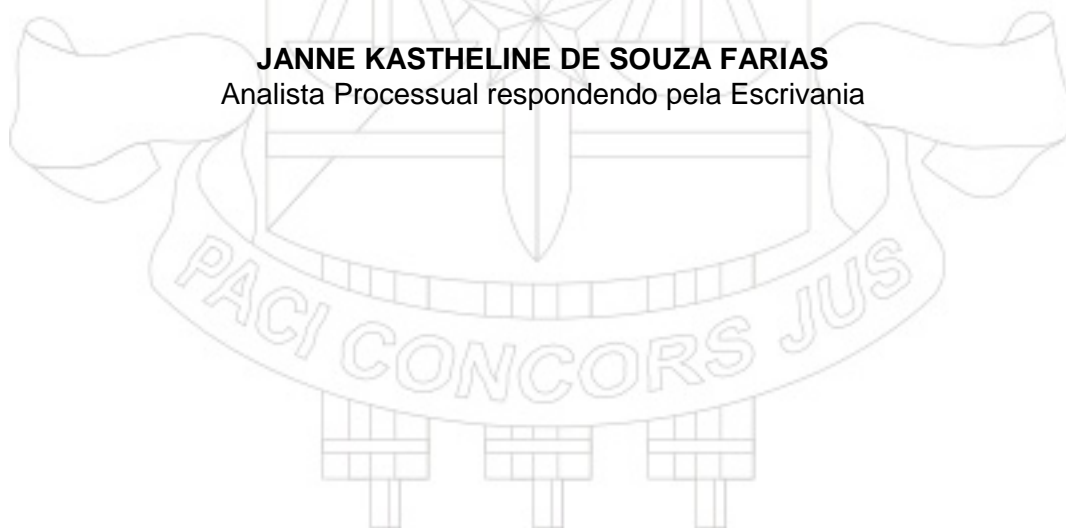 JANNE KASTHELINE DE SOUZA FARIAS
Analista Processual respondendo pela Escrivania
PACI CONCORS JUS